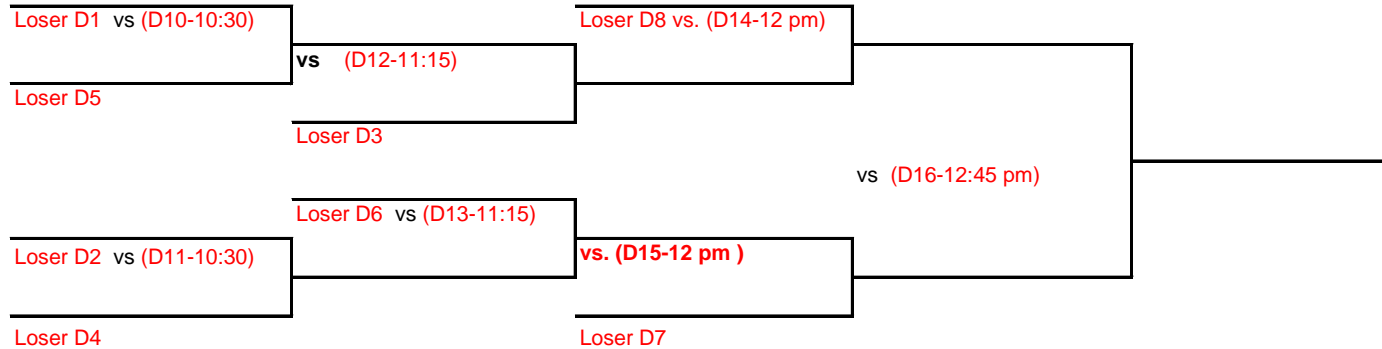 Loser D1 vs (D10-10:30)
Loser D8 vs. (D14-12 pm)
vs (D12-11:15)
Loser D5
Loser D3
vs (D16-12:45 pm)
Loser D6 vs (D13-11:15)
Loser D2 vs (D11-10:30)
vs. (D15-12 pm )
Loser D4
Loser D7